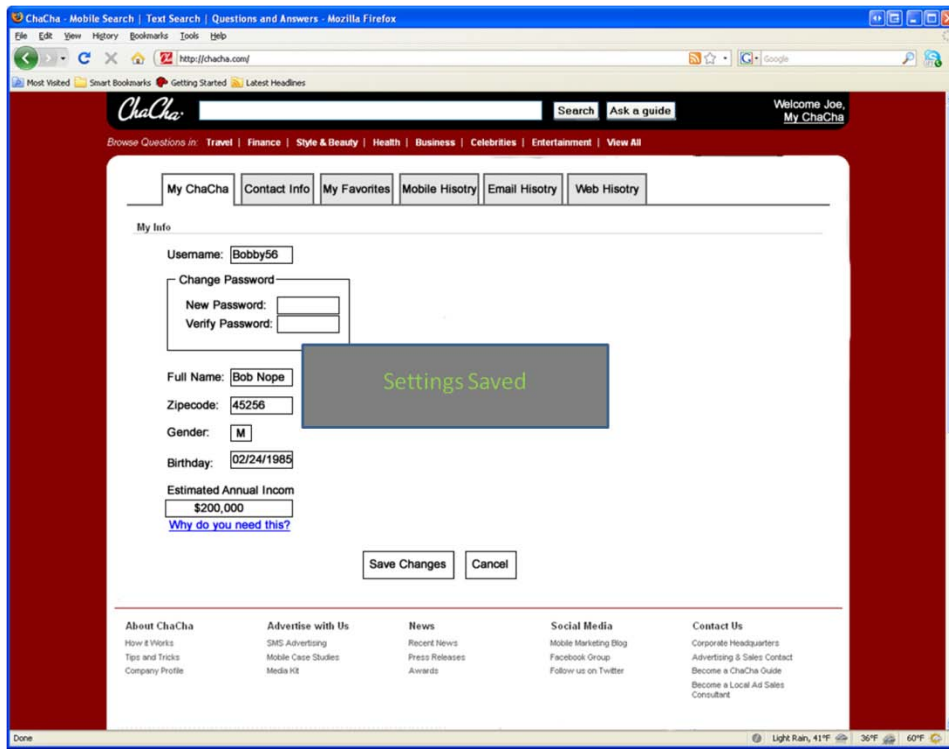 ChaCha - Mobile Search | Text Search | Questions and Answers - Mozilla Firefox
File Edit View History Bookmarks Tools Help
http://chacha.com/ Google
Most Visited Smart Bookmarks Getting Started Latest Headlines
ChaCha Search Ask a guide Welcome Joe,
My ChaCha
Browse Questions in: Travel | Finance | Style & Beauty | Health | Business | Celebrities | Entertainment | View All
My ChaCha Contact Info My Favorites Mobile Hisotry Email Hisotry Web Hisotry
My Info
Username: Bobby56
Change Password
New Password:
Verify Password:
Settings Saved
Full Name: Bob Nope
Zipecode: 45256
Gender: M
Birthday: 02/24/1985
Estimated Annual Incom
$200,000
Why do you need this?
Save Changes Cancel
About ChaCha Advertise with Us News Social Media Contact Us
How it Works SMS Advertising Recent News Mobile Marketing Blog Corporate Headquarters
Tips and Tricks Mobile Case Studies Press Releases Facebook Group Advertising & Sales Contact
Company Profile Media Kit Awards Follow us on Twitter Become a ChaCha Guide
Become a Local Ad Sales
Consultant
Done Light Rain, 41°F 36°F 60°F